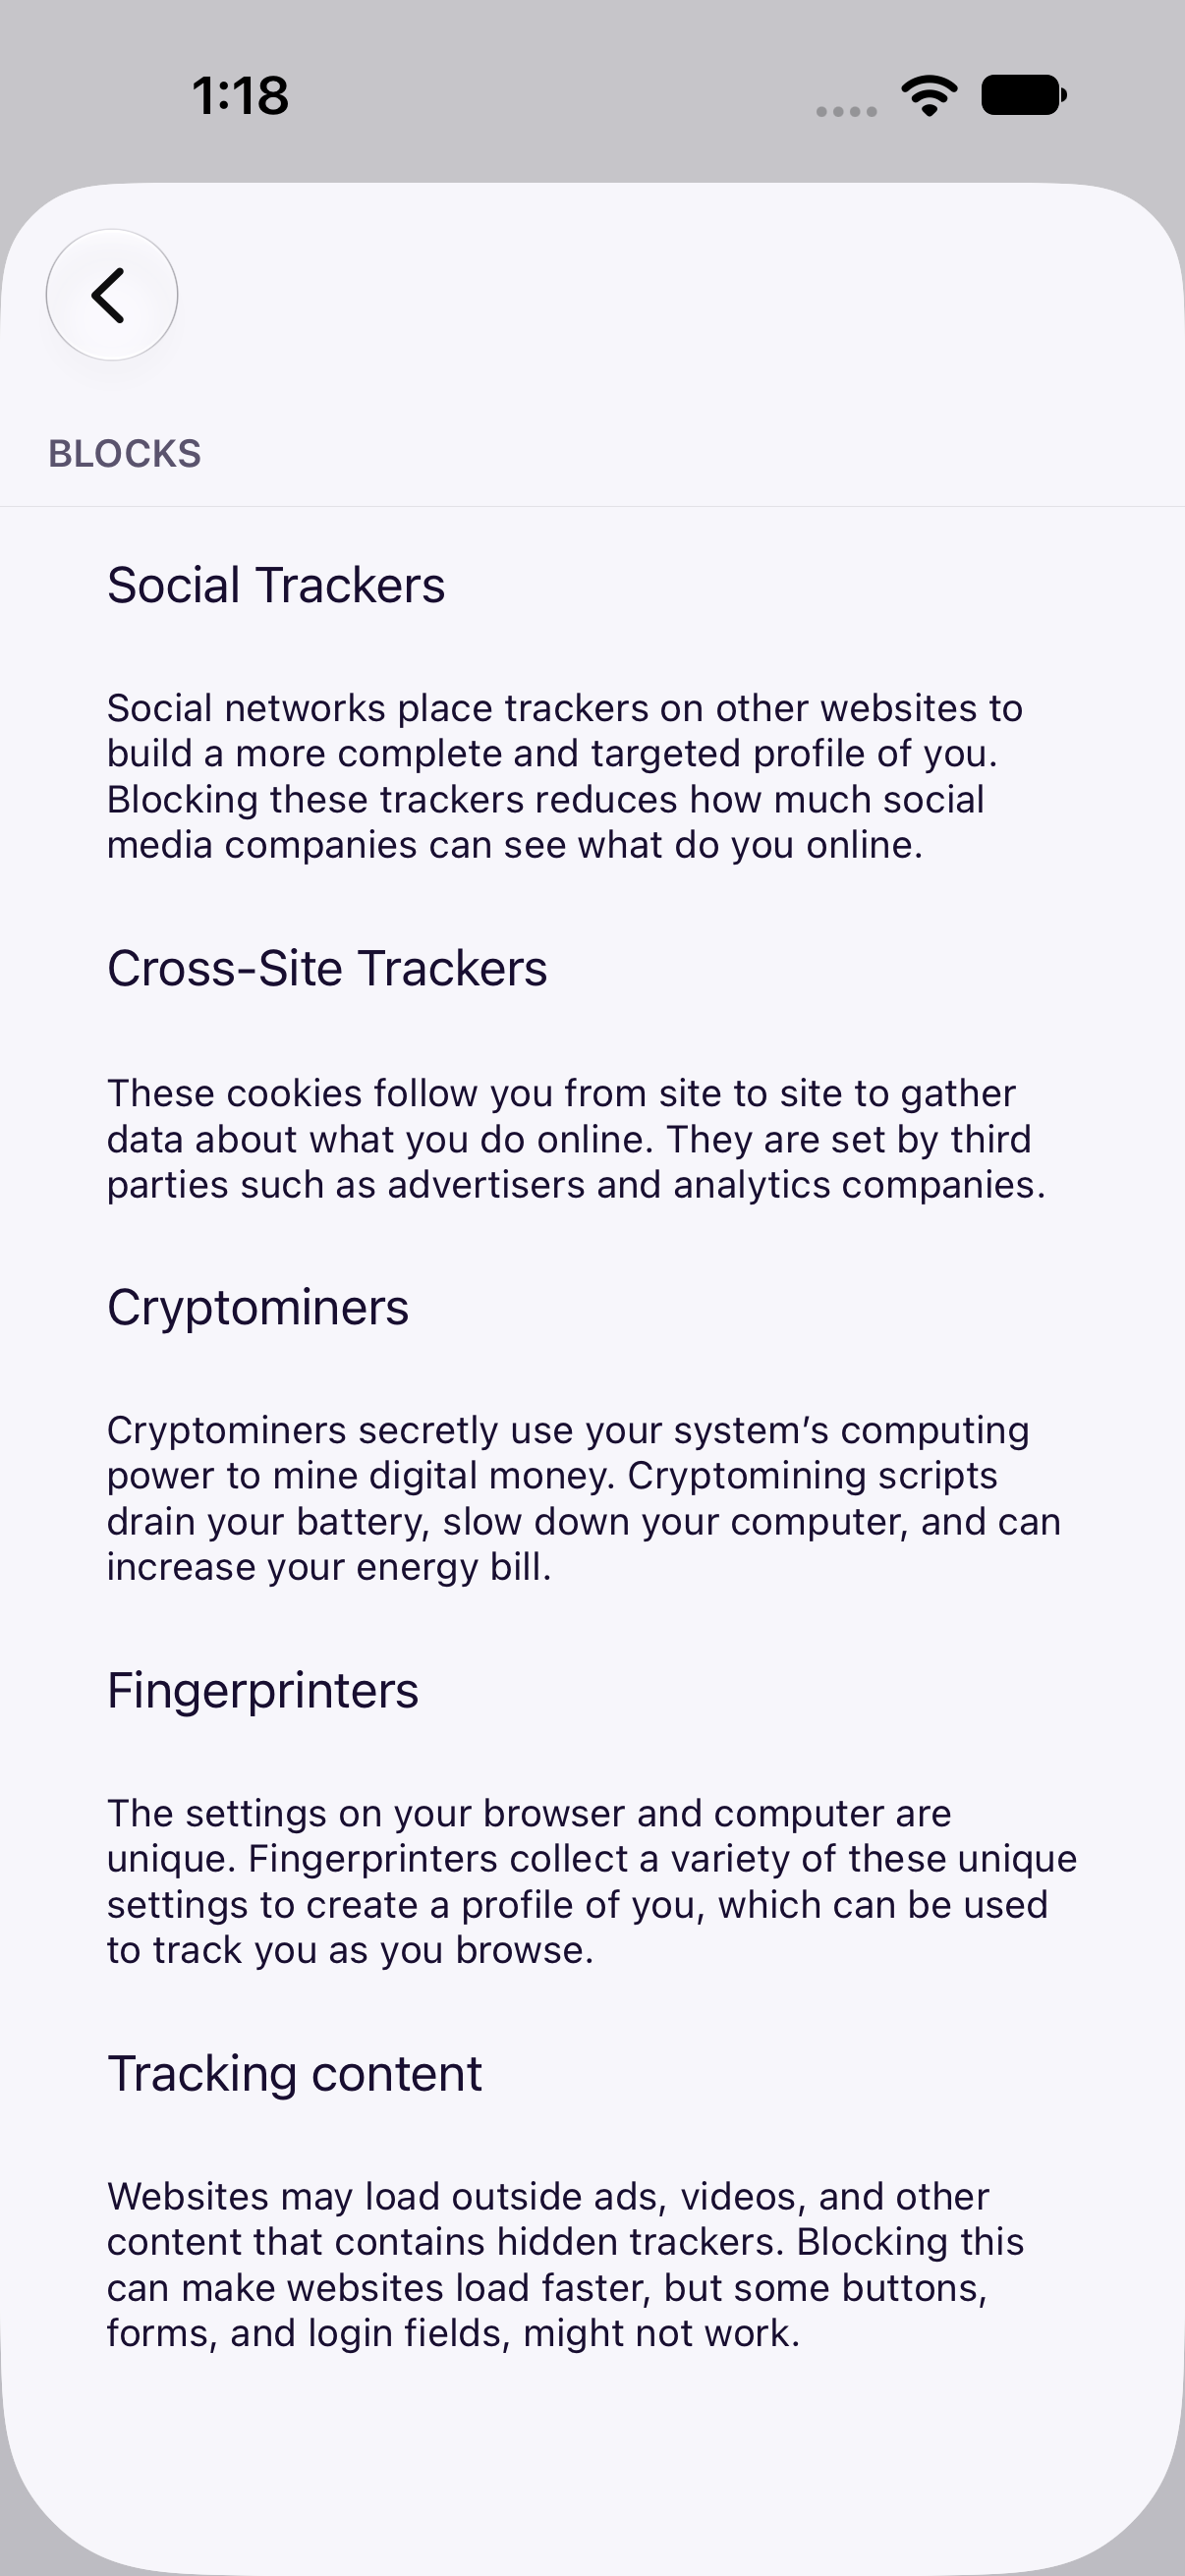 1:18
BLOCKS
Social Trackers
Social networks place trackers on other websites to
build a more complete and targeted profile of you.
Blocking these trackers reduces how much social
media companies can see what do you online.
Cross-Site Trackers
These cookies follow you from site to site to gather
data about what you do online. They are set by third
parties such as advertisers and analytics companies.
Cryptominers
Cryptominers secretly use your system’s computing
power to mine digital money. Cryptomining scripts
drain your battery, slow down your computer, and can
increase your energy bill.
Fingerprinters
The settings on your browser and computer are
unique. Fingerprinters collect a variety of these unique
settings to create a profile of you, which can be used
to track you as you browse.
Tracking content
Websites may load outside ads, videos, and other
content that contains hidden trackers. Blocking this
can make websites load faster, but some buttons,
forms, and login fields, might not work.